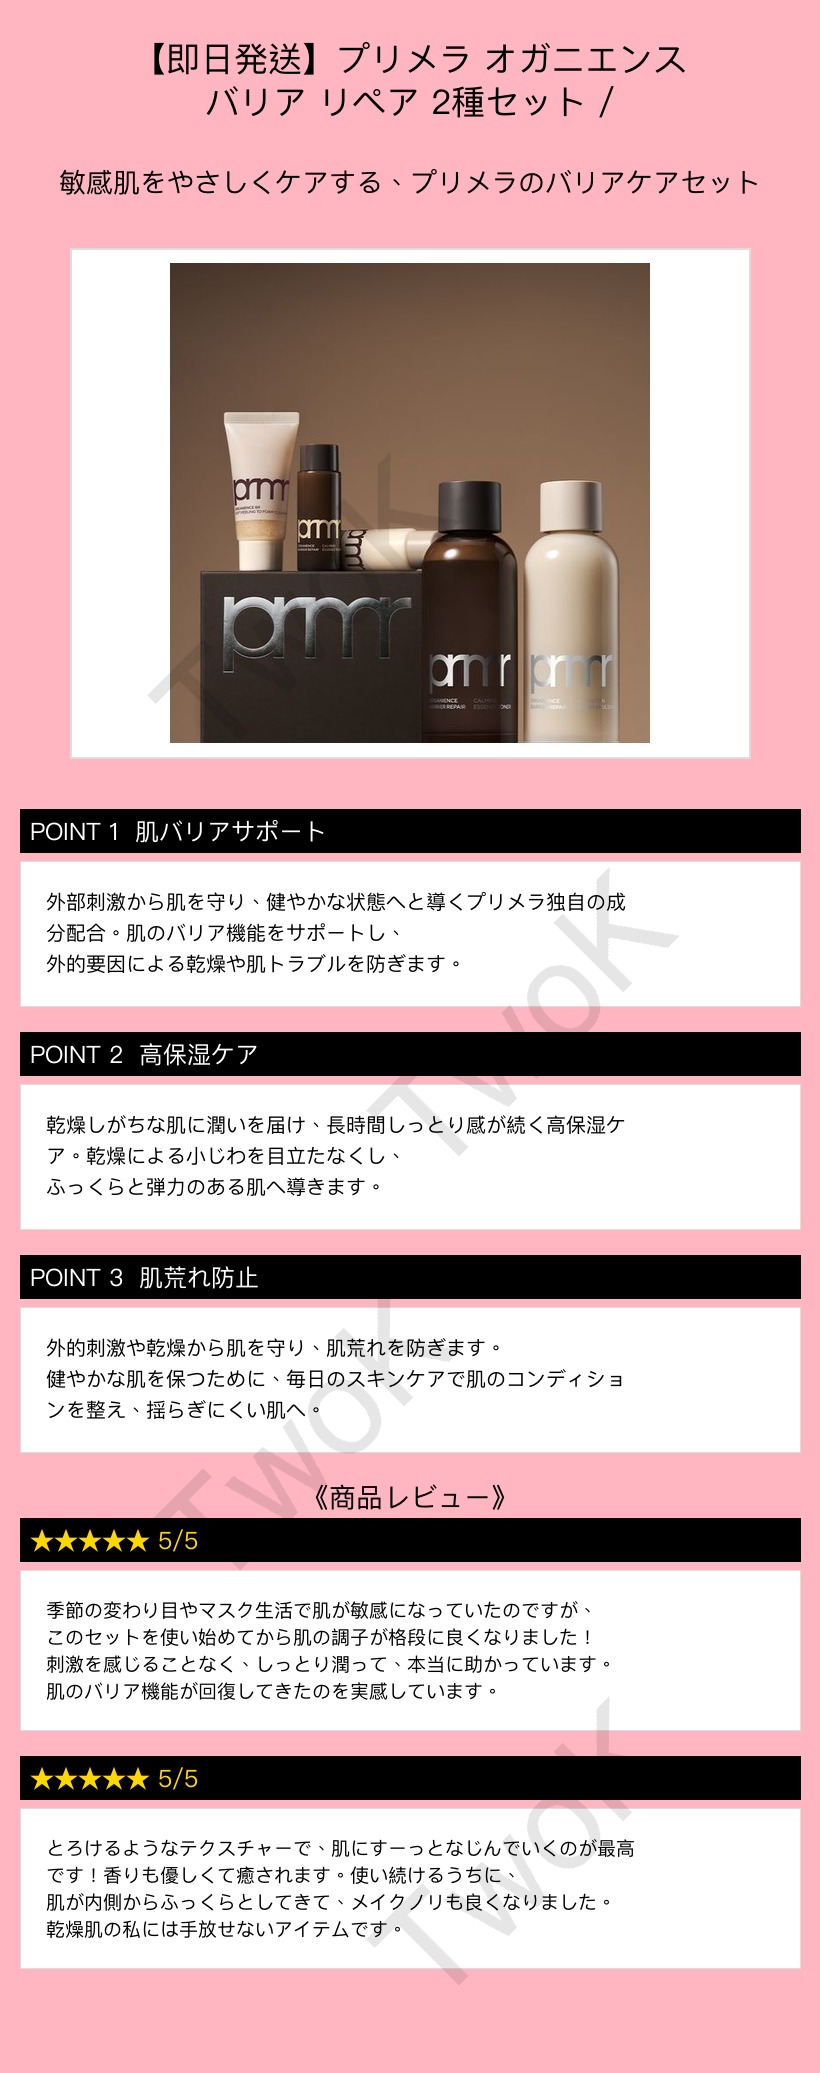 【即日発送】プリメラ オガニエンス
バリア リペア 2種セット /
敏感肌をやさしくケアする、プリメラのバリアケアセット
prmr
prmr
prmr
prmr
prmr
prmr
BARRIER REPAIR
TwoK
POINT 1 肌バリアサポート
外部刺激から肌を守り、健やかな状態へと導くプリメラ独自の成
分配合。肌のバリア機能をサポートし、
外的要因による乾燥や肌トラブルを防ぎます。
TwoK
POINT 2 高保湿ケア
乾燥しがちな肌に潤いを届け、長時間しっとり感が続く高保湿ケ
ア。乾燥による小じわを目立たなくし、
ふっくらと弾力のある肌へ導きます。
POINT 3 肌荒れ防止
外的刺激や乾燥から肌を守り、肌荒れを防ぎます。
健やかな肌を保つために、毎日のスキンケアで肌のコンディショ
ンを整え、揺らぎにくい肌へ。
TwoK
《商品レビュー》
★★★★★ 5/5
季節の変わり目やマスク生活で肌が敏感になっていたのですが、
このセットを使い始めてから肌の調子が格段に良くなりました！
刺激を感じることなく、しっとり潤って、本当に助かっています。
肌のバリア機能が回復してきたのを実感しています。
★★★★★ 5/5
とろけるようなテクスチャーで、肌にすーっとなじんでいくのが最高
です！香りも優しくて癒されます。使い続けるうちに、
肌が内側からふっくらとしてきて、メイクノリも良くなりました。
乾燥肌の私には手放せないアイテムです。
TwoK